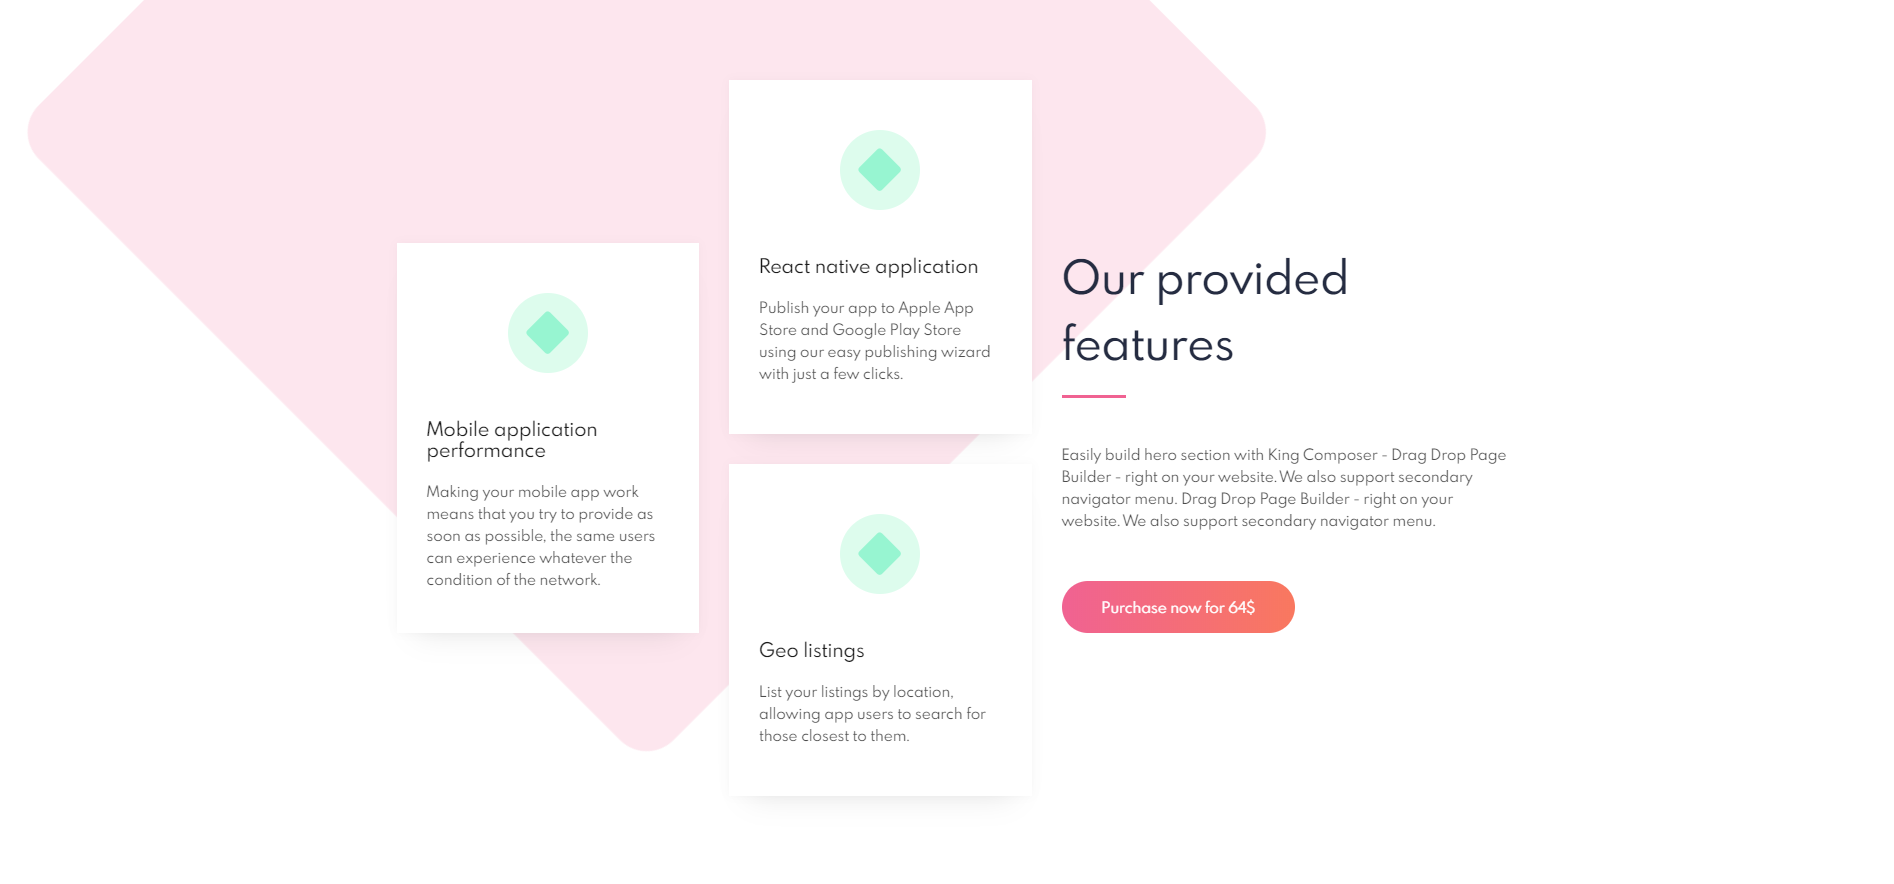 Mobile application
performance
Making your mobile app work
means that you try to provide as
soon as possible, the same users
can experience whatever the
condition of the network.
React native application
Publish your app to Apple App
Store and Google Play Store
using our easy publishing wizard
with just a few clicks.
Geo listings
List your listings by location,
allowing app users to search for
those closest to them.
Our provided
features
Easily build hero section with King Composer - Drag Drop Page
Builder - right on your website. We also support secondary
navigator menu. Drag Drop Page Builder - right on your
website. We also support secondary navigator menu.
Purchase now for 64$